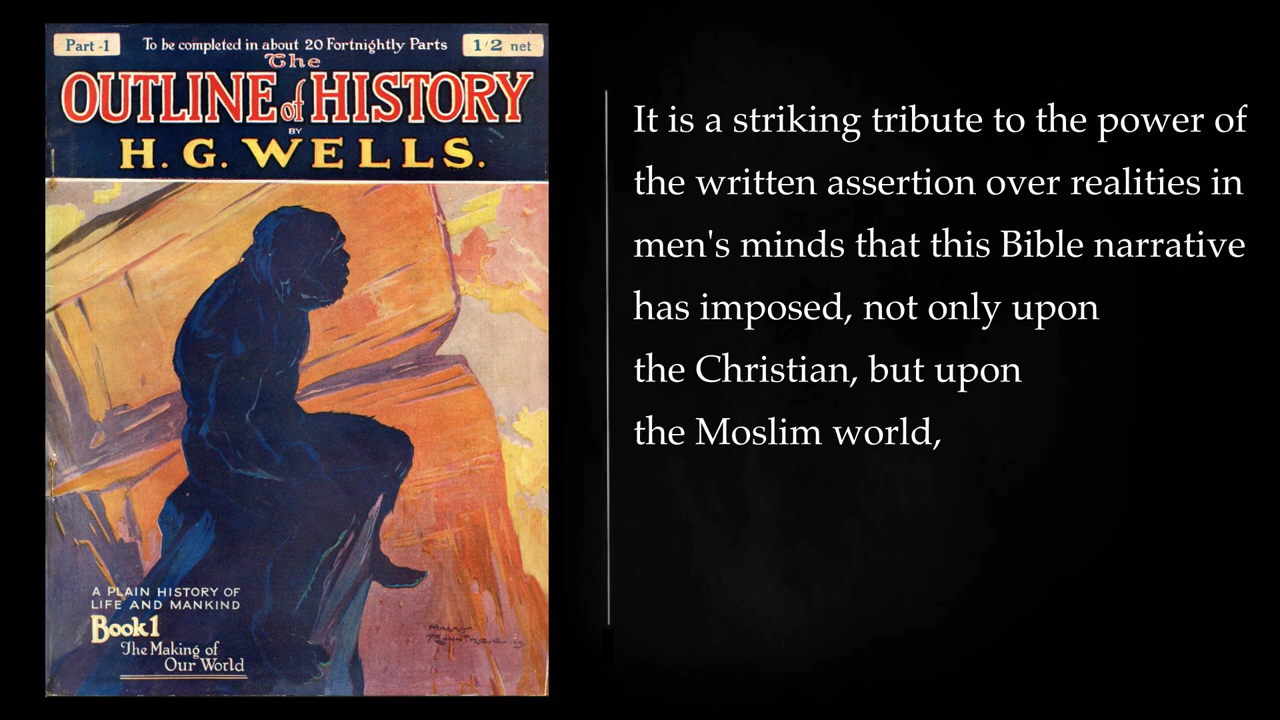 Part -1
To be completed in about 20 Fortnightly Parts
1/2 net
The
OUTLINE of HISTORY
BY
H. G. WELLS.
A PLAIN HISTORY OF
LIFE AND MANKIND
Book 1
The Making of
Our World
It is a striking tribute to the power of
the written assertion over realities in
men's minds that this Bible narrative
has imposed, not only upon
the Christian, but upon
the Moslim world,